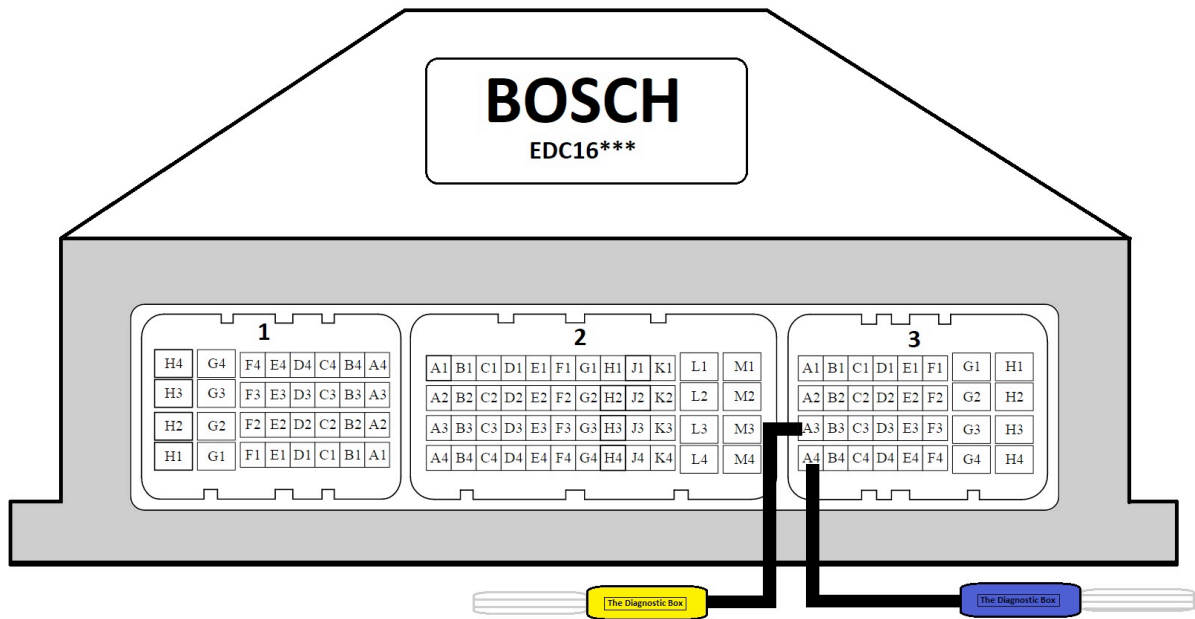 BOSCH
EDC16***
1 2 3
H4 G4 F4 E4 D4 C4 B4 A4 A1 B1 C1 D1 E1 F1 G1 H1 J1 K1 L1 M1 A1 B1 C1 D1 E1 F1 G1 H1
H3 G3 F3 E3 D3 C3 B3 A3 A2 B2 C2 D2 E2 F2 G2 H2 J2 K2 L2 M2 A2 B2 C2 D2 E2 F2 G2 H2
H2 G2 F2 E2 D2 C2 B2 A2 A3 B3 C3 D3 E3 F3 G3 H3 J3 K3 L3 M3 A3 B3 C3 D3 E3 F3 G3 H3
H1 G1 F1 E1 D1 C1 B1 A1 A4 B4 C4 D4 E4 F4 G4 H4 J4 K4 L4 M4 A4 B4 C4 D4 E4 F4 G4 H4
The Diagnostic Box
The Diagnostic Box